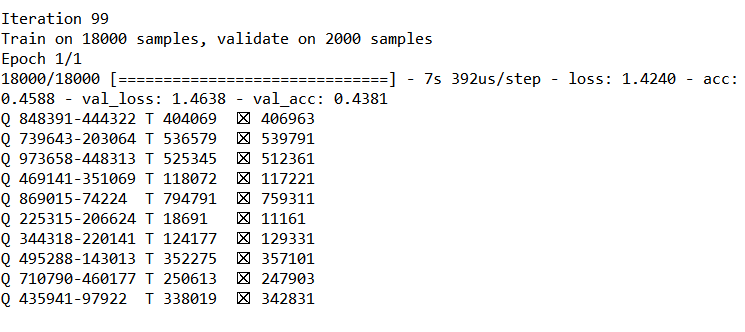 Iteration 99
Train on 18000 samples, validate on 2000 samples
Epoch 1/1
18000/18000 [==============================] - 7s 392us/step - loss: 1.4240 - acc:
0.4588 - val_loss: 1.4638 - val_acc: 0.4381
Q 848391-444322 T 404069  ☒ 406963
Q 739643-203064 T 536579  ☒ 539791
Q 973658-448313 T 525345  ☒ 512361
Q 469141-351069 T 118072  ☒ 117221
Q 869015-74224  T 794791  ☒ 759311
Q 225315-206624 T 18691   ☒ 11161
Q 344318-220141 T 124177  ☒ 129331
Q 495288-143013 T 352275  ☒ 357101
Q 710790-460177 T 250613  ☒ 247903
Q 435941-97922  T 338019  ☒ 342831